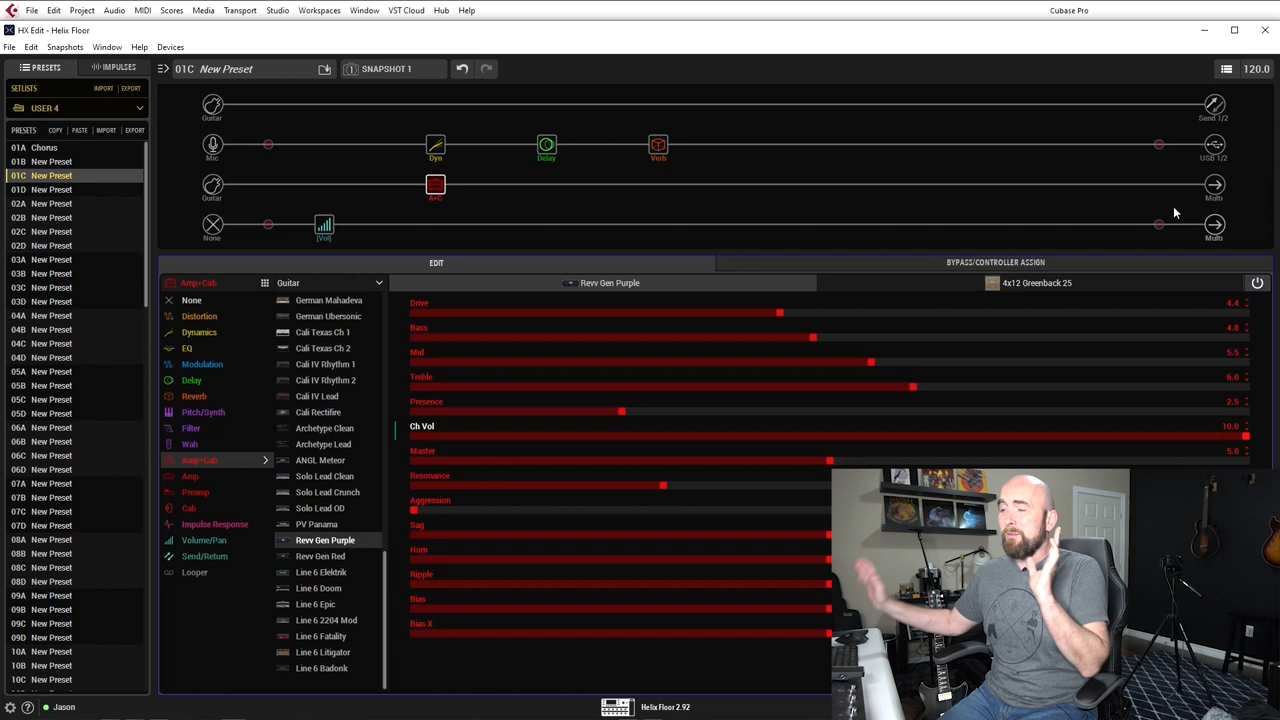 File Edit Project Audio MIDI Scores Media Transport Studio Workspaces Window VST Cloud Hub Help Cubase Pro
HX Edit - Helix Floor
File Edit Snapshots Window Help Devices
PRESETS IMPULSES 01C New Preset SNAPSHOT 1 120.0
SETLISTS IMPORT EXPORT
USER 4
PRESETS COPY PASTE IMPORT EXPORT
01A Chorus
01B New Preset
01C New Preset
01D New Preset
02A New Preset
02B New Preset
02C New Preset
02D New Preset
03A New Preset
03B New Preset
03C New Preset
03D New Preset
04A New Preset
04B New Preset
04C New Preset
04D New Preset
05A New Preset
05B New Preset
05C New Preset
05D New Preset
06A New Preset
06B New Preset
06C New Preset
06D New Preset
07A New Preset
07B New Preset
07C New Preset
07D New Preset
08A New Preset
08B New Preset
08C New Preset
08D New Preset
09A New Preset
09B New Preset
09C New Preset
09D New Preset
10A New Preset
10B New Preset
10C New Preset
Guitar Send 1/2
Mic Dyn Delay Verb USB 1/2
Guitar A+C Multi
None [Vol] Multi
EDIT BYPASS/CONTROLLER ASSIGN
Amp+Cab Guitar Revv Gen Purple 4x12 Greenback 25
None
Distortion
Dynamics
EQ
Modulation
Delay
Reverb
Pitch/Synth
Filter
Wah
Amp+Cab
Amp
Preamp
Cab
Impulse Response
Volume/Pan
Send/Return
Looper
German Mahadeva
German Ubersonic
Cali Texas Ch 1
Cali Texas Ch 2
Cali IV Rhythm 1
Cali IV Rhythm 2
Cali IV Lead
Cali Rectifire
Archetype Clean
Archetype Lead
ANGL Meteor
Solo Lead Clean
Solo Lead Crunch
Solo Lead OD
PV Panama
Revv Gen Purple
Revv Gen Red
Line 6 Elektrik
Line 6 Doom
Line 6 Epic
Line 6 2204 Mod
Line 6 Fatality
Line 6 Litigator
Line 6 Badonk
Drive 4.4
Bass 4.8
Mid 5.5
Treble 6.0
Presence 2.5
Ch Vol 10.0
Master 5.0
Resonance
Aggression
Sag
Hum
Ripple
Bias
Bias X
Jason Helix Floor 2.92